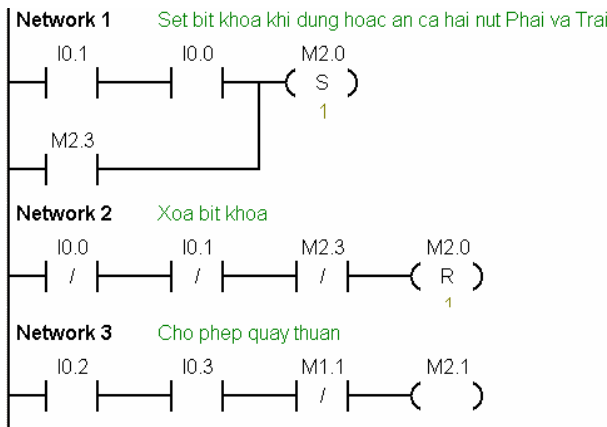 Network 1 Set bit khoa khi dung hoac an ca hai nut Phai va Trai
I0.1 I0.0 M2.0
S
1
M2.3
Network 2 Xoa bit khoa
I0.0 I0.1 M2.3 M2.0
/ / / R
1
Network 3 Cho phep quay thuan
I0.2 I0.3 M1.1 M2.1
/